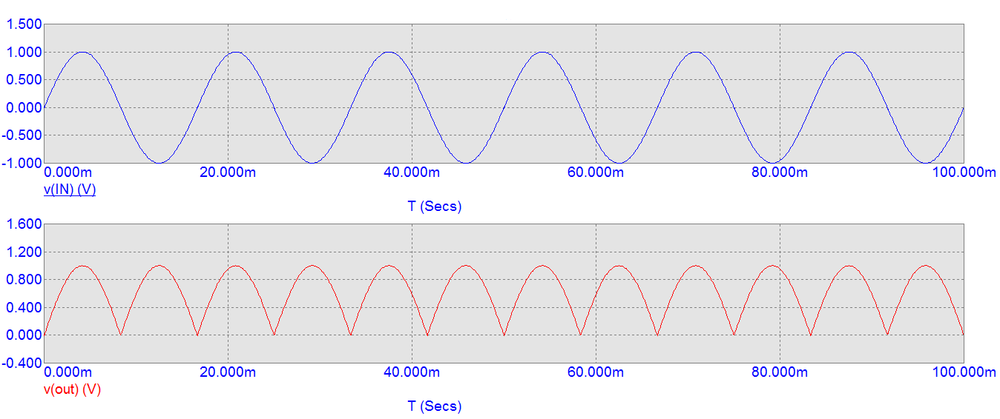 1.500
1.000
0.500
0.000
-0.500
-1.000
0.000m 20.000m 40.000m 60.000m 80.000m 100.000m
v(IN) (V)
T (Secs)
1.600
1.200
0.800
0.400
0.000
-0.400
0.000m 20.000m 40.000m 60.000m 80.000m 100.000m
v(out) (V)
T (Secs)